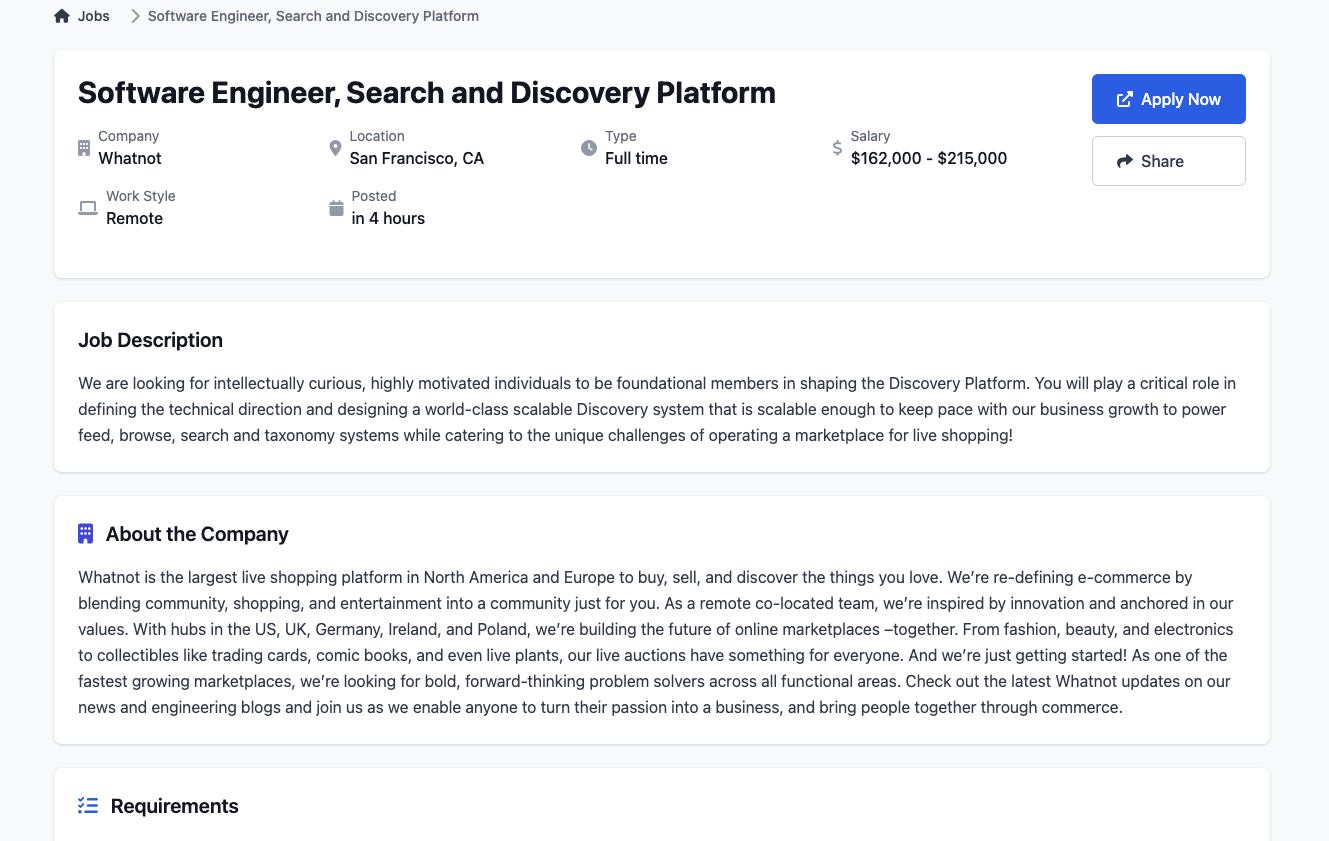 Jobs
Software Engineer, Search and Discovery Platform
Software Engineer, Search and Discovery Platform
Apply Now
Share
Company
Whatnot
Location
San Francisco, CA
Type
Full time
Salary
$162,000 - $215,000
Work Style
Remote
Posted
in 4 hours
Job Description
We are looking for intellectually curious, highly motivated individuals to be foundational members in shaping the Discovery Platform. You will play a critical role in
defining the technical direction and designing a world-class scalable Discovery system that is scalable enough to keep pace with our business growth to power
feed, browse, search and taxonomy systems while catering to the unique challenges of operating a marketplace for live shopping!
About the Company
Whatnot is the largest live shopping platform in North America and Europe to buy, sell, and discover the things you love. We’re re-defining e-commerce by
blending community, shopping, and entertainment into a community just for you. As a remote co-located team, we’re inspired by innovation and anchored in our
values. With hubs in the US, UK, Germany, Ireland, and Poland, we’re building the future of online marketplaces –together. From fashion, beauty, and electronics
to collectibles like trading cards, comic books, and even live plants, our live auctions have something for everyone. And we’re just getting started! As one of the
fastest growing marketplaces, we’re looking for bold, forward-thinking problem solvers across all functional areas. Check out the latest Whatnot updates on our
news and engineering blogs and join us as we enable anyone to turn their passion into a business, and bring people together through commerce.
Requirements